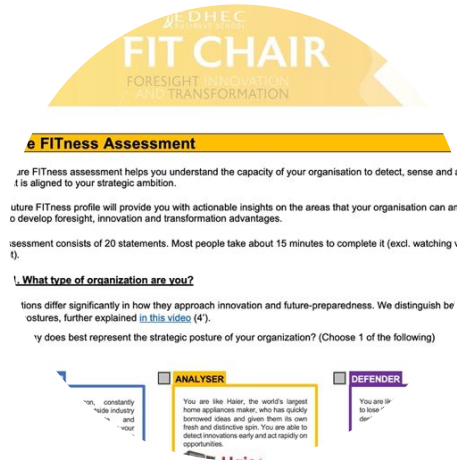 EDHEC
BUSINESS SCHOOL
FIT CHAIR
FORESIGHT INNOVATION
AND TRANSFORMATION
e FITness Assessment
ure FITness assessment helps you understand the capacity of your organisation to detect, sense and
t is aligned to your strategic ambition.
uture FITness profile will provide you with actionable insights on the areas that your organisation can
o develop foresight, innovation and transformation advantages.
ssessment consists of 20 statements. Most people take about 15 minutes to complete it (excl. watching
t).
. What type of organization are you?
tions differ significantly in how they approach innovation and future-preparedness. We distinguish be
ostures, further explained in this video (4').
hy does best represent the strategic posture of your organization? (Choose 1 of the following)
ANALYSER
DEFENDER
constantly
industry
and
your
You are like Haier, the world's largest
home appliances maker, who has quickly
borrowed ideas and given them its own
fresh and distinctive spin. You are able to
detect innovations early and act rapidly on
opportunities.
You are
to lose